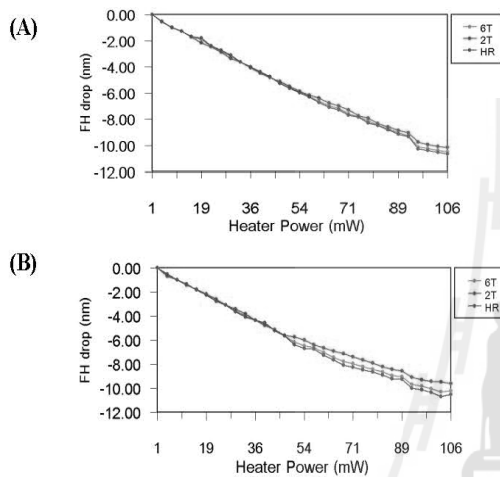 (A)
0.00
-2.00
-4.00
-6.00
-8.00
-10.00
-12.00
FH drop (nm)
1 19 36 54 71 89 106
Heater Power (mW)
6T
2T
HR
(B)
0.00
-2.00
-4.00
-6.00
-8.00
-10.00
-12.00
FH drop (nm)
1 19 36 54 71 89 106
Heater Power (mW)
6T
2T
HR